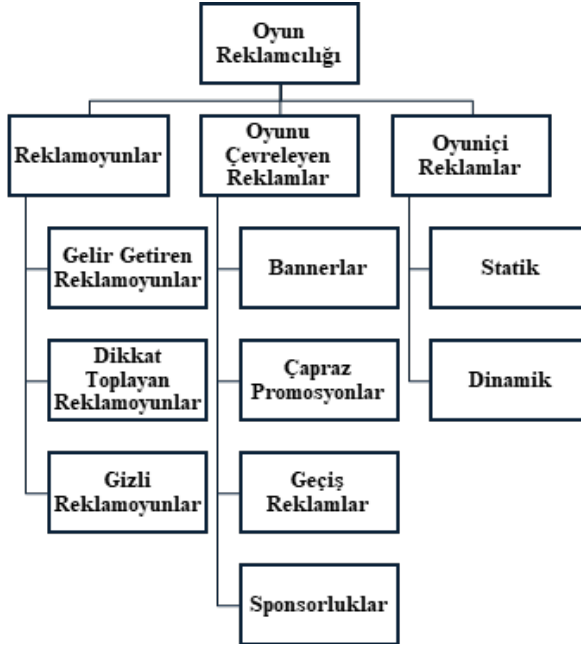 Oyun
Reklamcılığı
Reklamoyunlar
Oyunu
Çevreleyen
Reklamlar
Oyuniçi
Reklamlar
Gelir Getiren
Reklamoyunlar
Bannerlar
Statik
Dikkat
Toplayan
Reklamoyunlar
Çapraz
Promosyonlar
Dinamik
Gizli
Reklamoyunlar
Geçiş
Reklamlar
Sponsorluklar